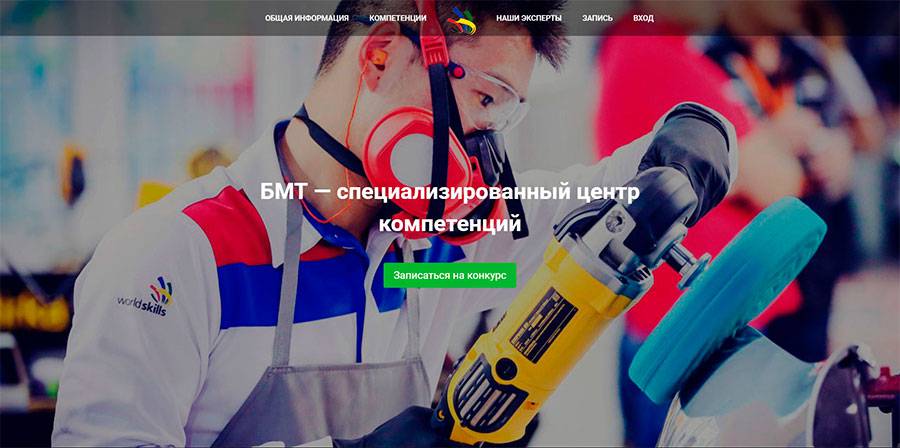 ОБЩАЯ ИНФОРМАЦИЯ КОМПЕТЕНЦИИ НАШИ ЭКСПЕРТЫ ЗАПИСЬ ВХОД
БМТ — специализированный центр
компетенций
Записаться на конкурс
worldskills